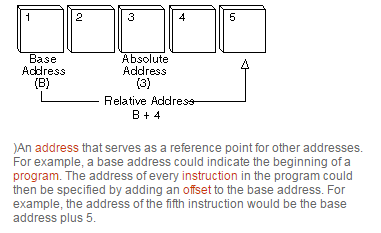 1 2 3 4 5
Base Absolute
Address Address
(B) (3)
Relative Address
B + 4
)An address that serves as a reference point for other addresses.
For example, a base address could indicate the beginning of a
program. The address of every instruction in the program could
then be specified by adding an offset to the base address. For
example, the address of the fifth instruction would be the base
address plus 5.